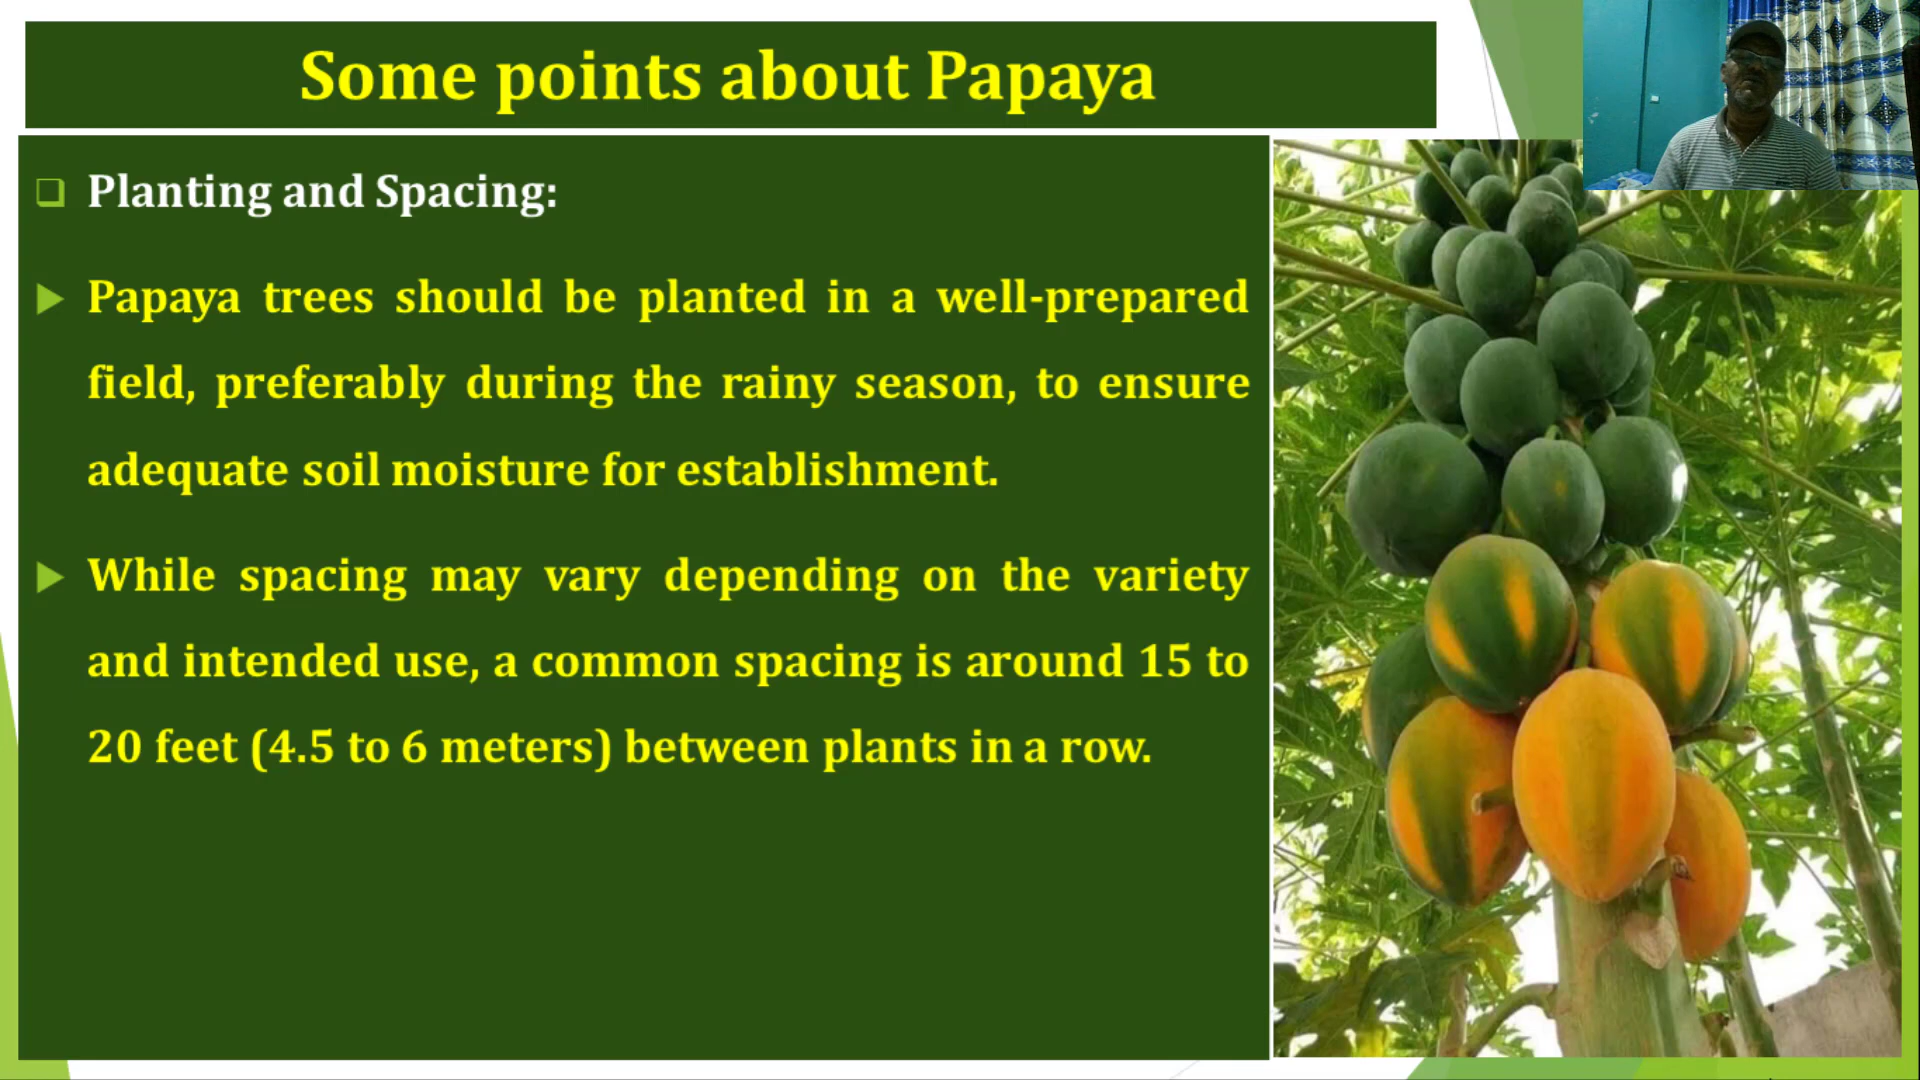 Some points about Papaya
Planting and Spacing:
Papaya trees should be planted in a well-prepared
field, preferably during the rainy season, to ensure
adequate soil moisture for establishment.
While spacing may vary depending on the variety
and intended use, a common spacing is around 15 to
20 feet (4.5 to 6 meters) between plants in a row.